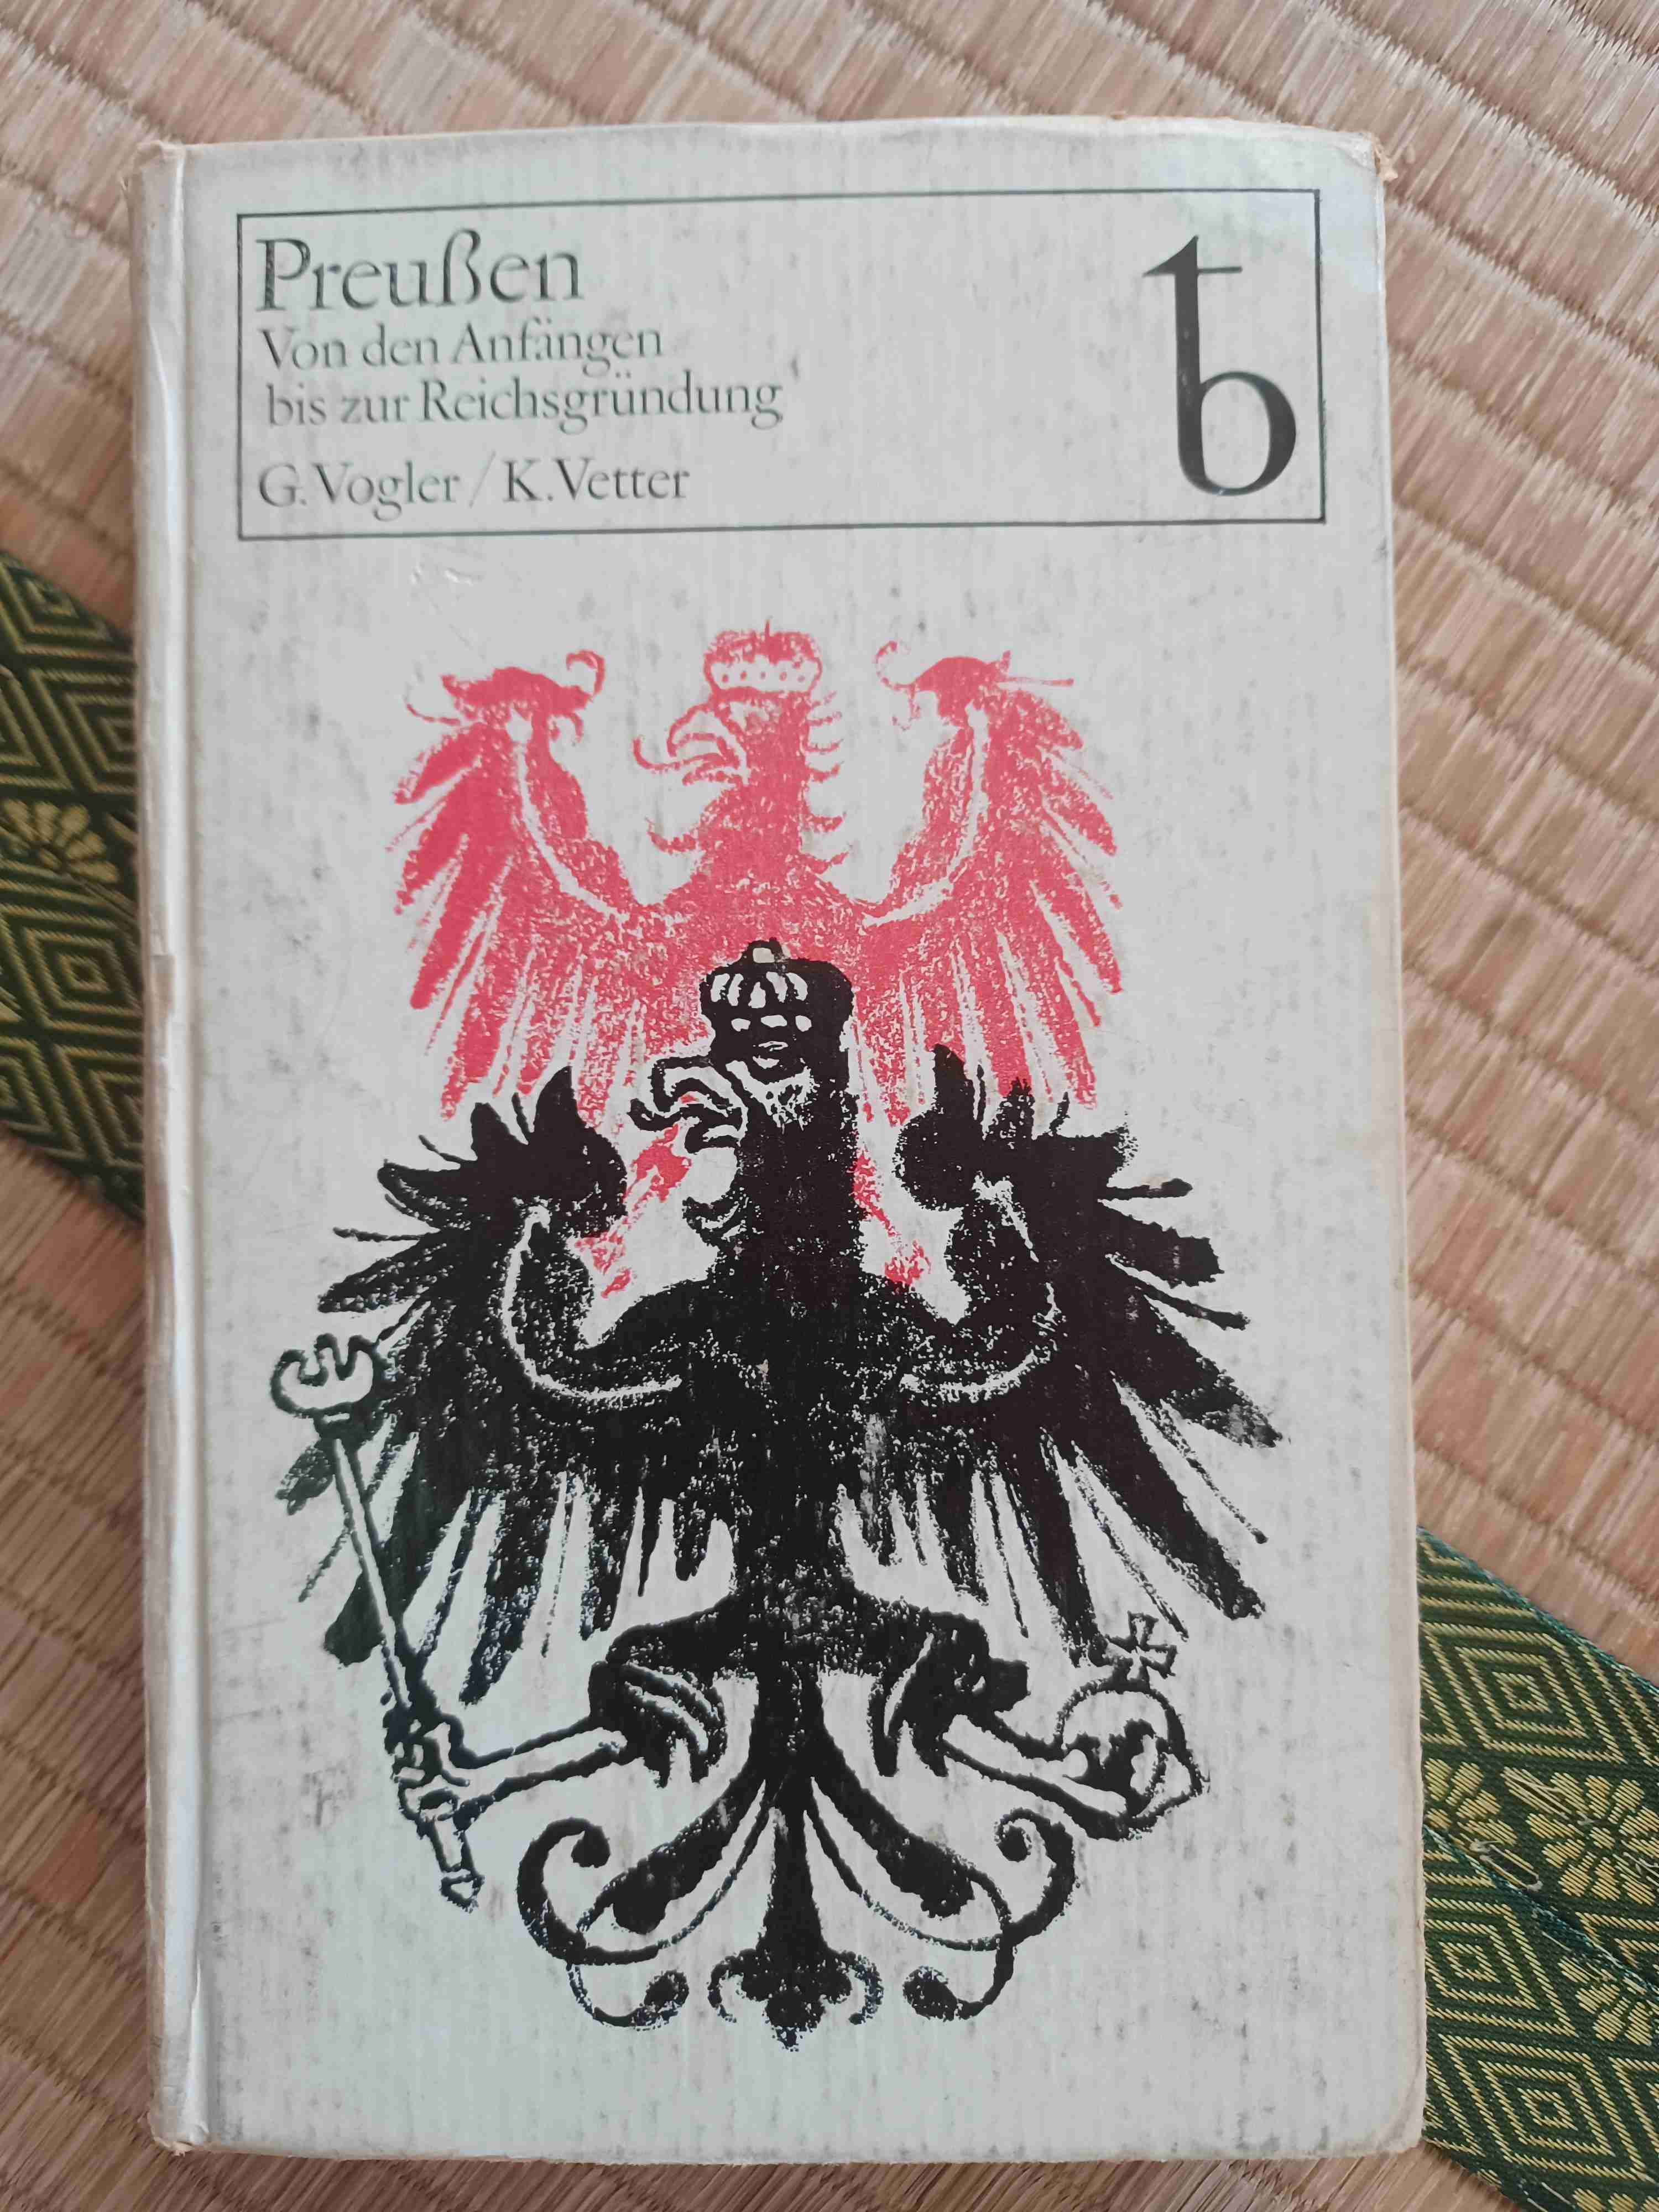 Preußen
Von den Anfängen
bis zur Reichsgründung
G. Vogler / K. Vetter
tb